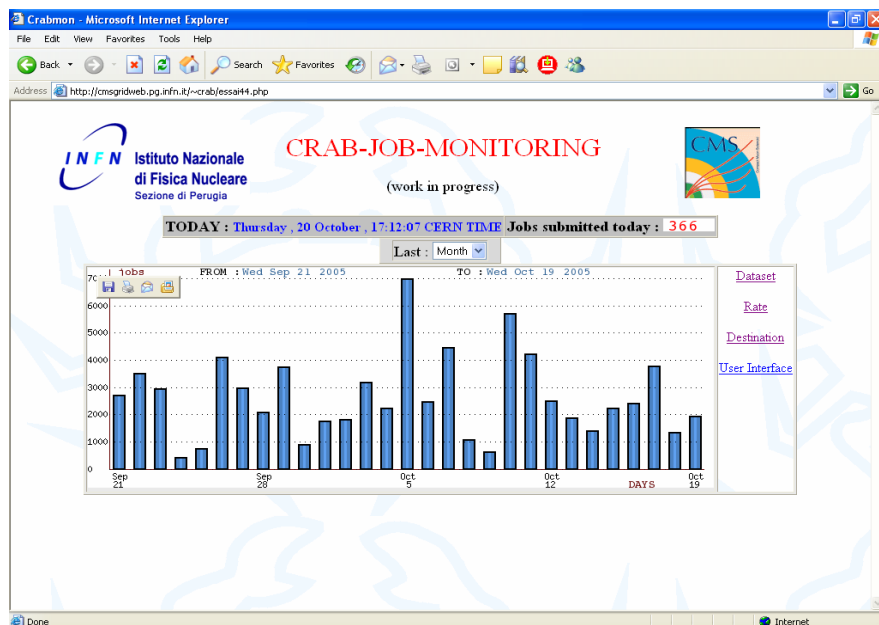 Crabmon - Microsoft Internet Explorer
File Edit View Favorites Tools Help
Back Search Favorites
Address http://cmsgridweb.pg.infn.it/~crab/essai44.php Go
INFN Istituto Nazionale
di Fisica Nucleare
Sezione di Perugia
CRAB-JOB-MONITORING
(work in progress)
CMS
TODAY : Thursday , 20 October , 17:12:07 CERN TIME Jobs submitted today : 366
Last : Month
jobs FROM :Wed Sep 21 2005 TO :Wed Oct 19 2005
6000
5000
4000
3000
2000
1000
0
Sep 21
Sep 28
Oct 5
Oct 12
DAYS
Oct 19
Dataset
Rate
Destination
User Interface
Done Internet